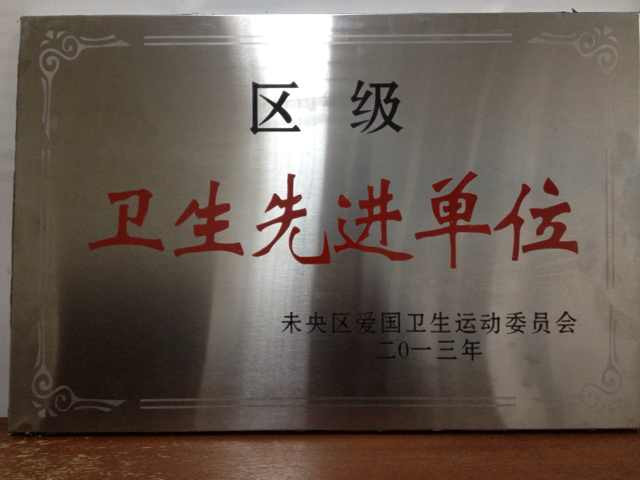 区级
卫生先进单位
未央区爱国卫生运动委员会
二0一三年